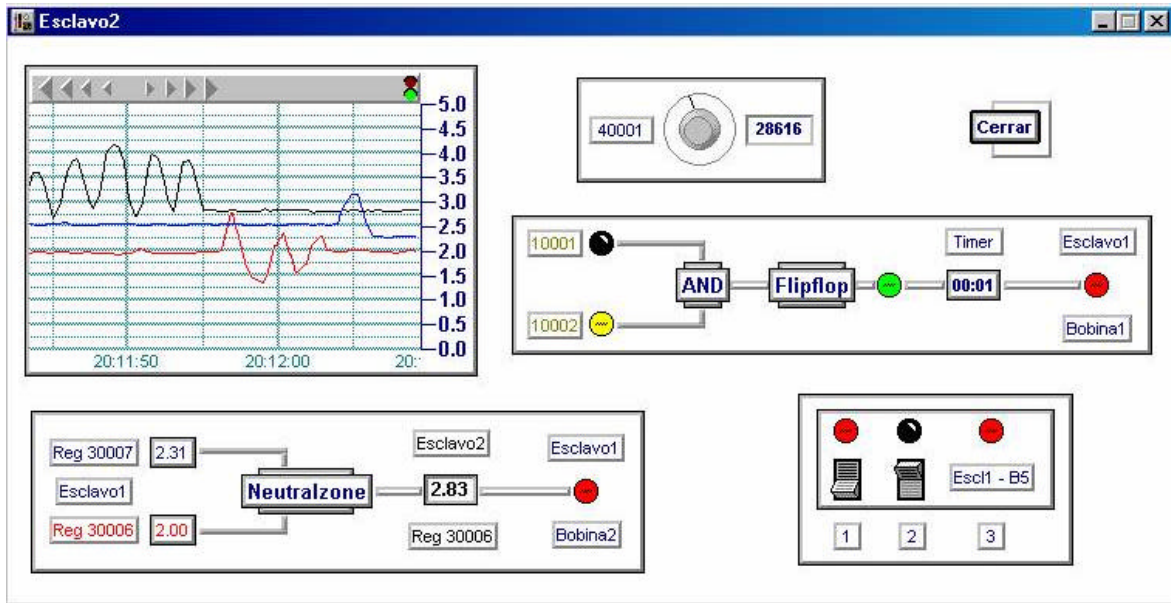 Esclavo2
5.0
4.5
4.0
3.5
3.0
2.5
2.0
1.5
1.0
0.5
0.0
20:11:50 20:12:00 20:
40001 28616
Cerrar
10001
10002
AND
Flipflop
Timer
00:01
Esclavo1
Bobina1
Reg 30007 2.31
Esclavo1
Reg 30006 2.00
Neutralzone
Esclavo2
2.83
Reg 30006
Esclavo1
Bobina2
Escl1 - B5
1 2 3